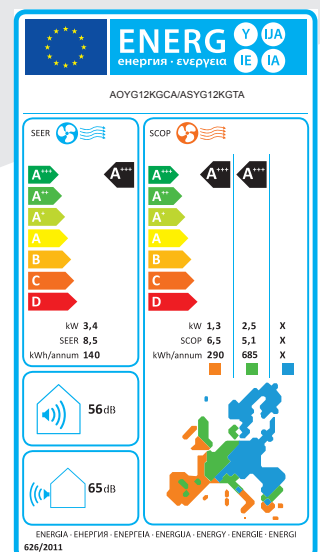 ENERG Y IJA
енергия · ενεργεια IE IA
AOYG12KGCA/ASYG12KGTA
SEER
A+++ A+++
A++
A+
A
B
C
D
kW 3,4
SEER 8,5
kWh/annum 140
SCOP
A+++ A+++ A+++
A++
A+
A
B
C
D
kW 1,3 2,5 X
SCOP 6,5 5,1 X
kWh/annum 290 685 X
56dB
65dB
ENERGIA · ЕНЕРГИЯ · ΕΝΕΡΓΕΙΑ · ENERGIJA · ENERGY · ENERGIE · ENERGI
626/2011